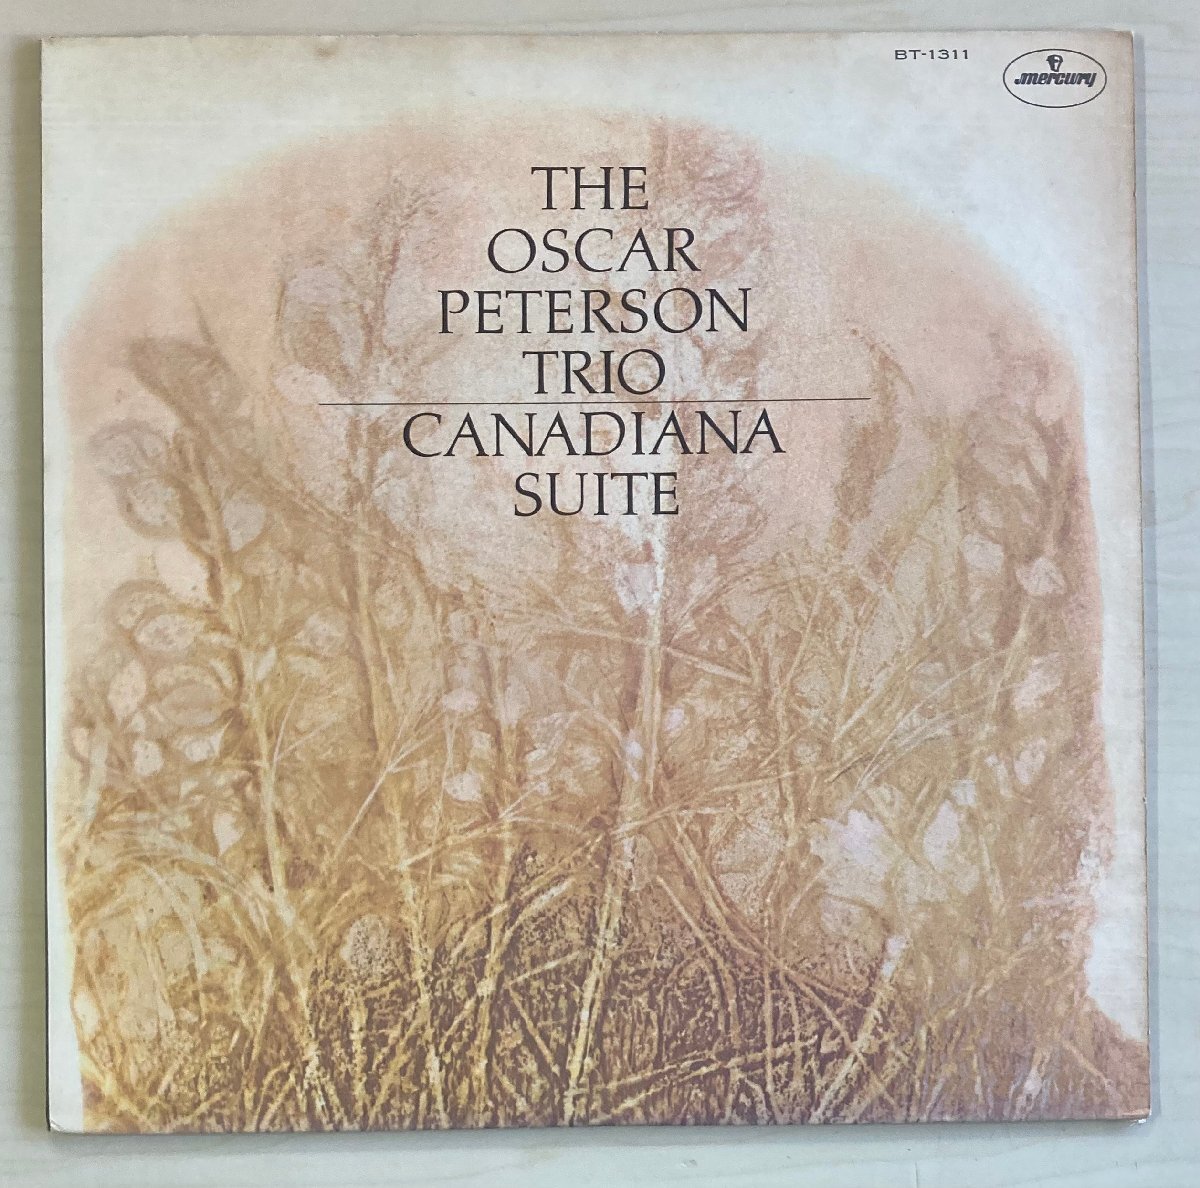 BT-1311
mercury
THE
OSCAR
PETERSON
TRIO
CANADIANA
SUITE